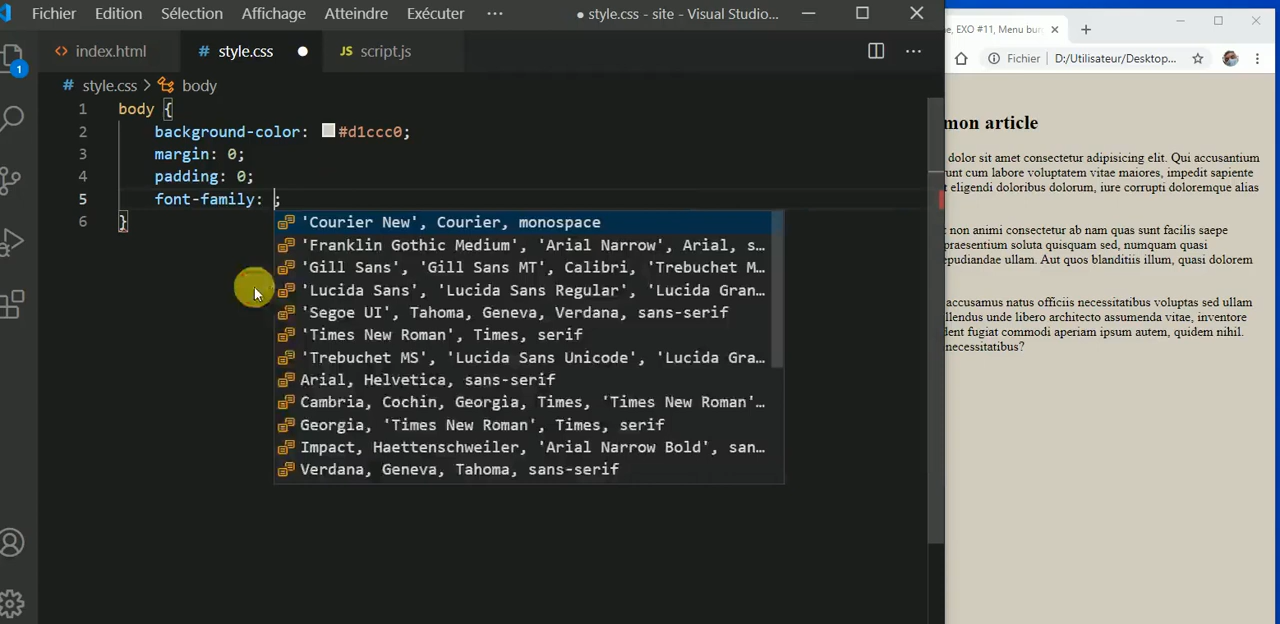 Fichier Edition Sélection Affichage Atteindre Exécuter ··· ● style.css - site - Visual Studio...
<> index.html # style.css ● JS script.js ···
# style.css > body
1 body {
2 background-color: #d1ccc0;
3 margin: 0;
4 padding: 0;
5 font-family: ;
6 }
'Courier New', Courier, monospace
'Franklin Gothic Medium', 'Arial Narrow', Arial, s…
'Gill Sans', 'Gill Sans MT', Calibri, 'Trebuchet M…
'Lucida Sans', 'Lucida Sans Regular', 'Lucida Gran…
'Segoe UI', Tahoma, Geneva, Verdana, sans-serif
'Times New Roman', Times, serif
'Trebuchet MS', 'Lucida Sans Unicode', 'Lucida Gra…
Arial, Helvetica, sans-serif
Cambria, Cochin, Georgia, Times, 'Times New Roman'…
Georgia, 'Times New Roman', Times, serif
Impact, Haettenschweiler, 'Arial Narrow Bold', san…
Verdana, Geneva, Tahoma, sans-serif
1
EXO #11, Menu bur
Fichier D:/Utilisateur/Desktop...
mon article
dolor sit amet consectetur adipisicing elit. Qui accusantium
cum labore voluptatem vitae maiores, impedit sapiente
et eligendi doloribus dolorum, iure corrupti doloremque alias
non animi consectetur ab nam quas sunt facilis saepe
praesentium soluta quisquam sed, numquam quasi
ullam. Aut quos blanditiis illum, quasi dolorem
accusamus natus officiis necessitatibus voluptas sed ullam
unde libero architecto assumenda vitae, inventore
fugiat commodi aperiam ipsum autem, quidem nihil.
necessitatibus?